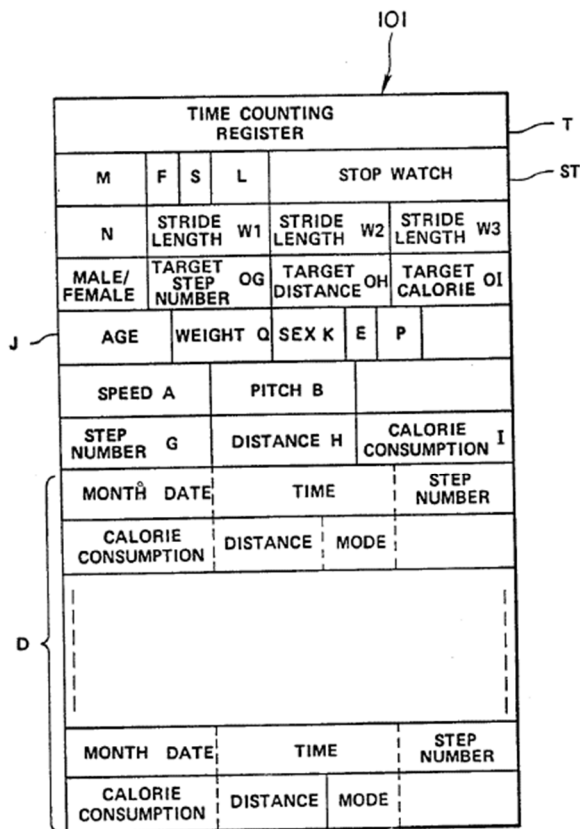 101
TIME COUNTING
REGISTER
T
M F S L STOP WATCH
ST
N STRIDE LENGTH W1 STRIDE LENGTH W2 STRIDE LENGTH W3
MALE/ FEMALE TARGET STEP NUMBER OG TARGET DISTANCE OH TARGET CALORIE OI
J
AGE WEIGHT Q SEX K E P
SPEED A PITCH B
STEP NUMBER G DISTANCE H CALORIE CONSUMPTION I
MONTH DATE TIME STEP NUMBER
CALORIE CONSUMPTION DISTANCE MODE
D
MONTH DATE TIME STEP NUMBER
CALORIE CONSUMPTION DISTANCE MODE